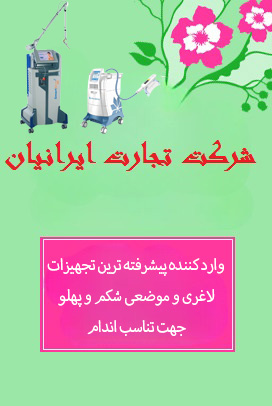 شرکت تجارت ایرانیان
وارد کننده پیشرفته ترین تجهیزات
لاغری و موضعی شکم و پهلو
جهت تناسب اندام